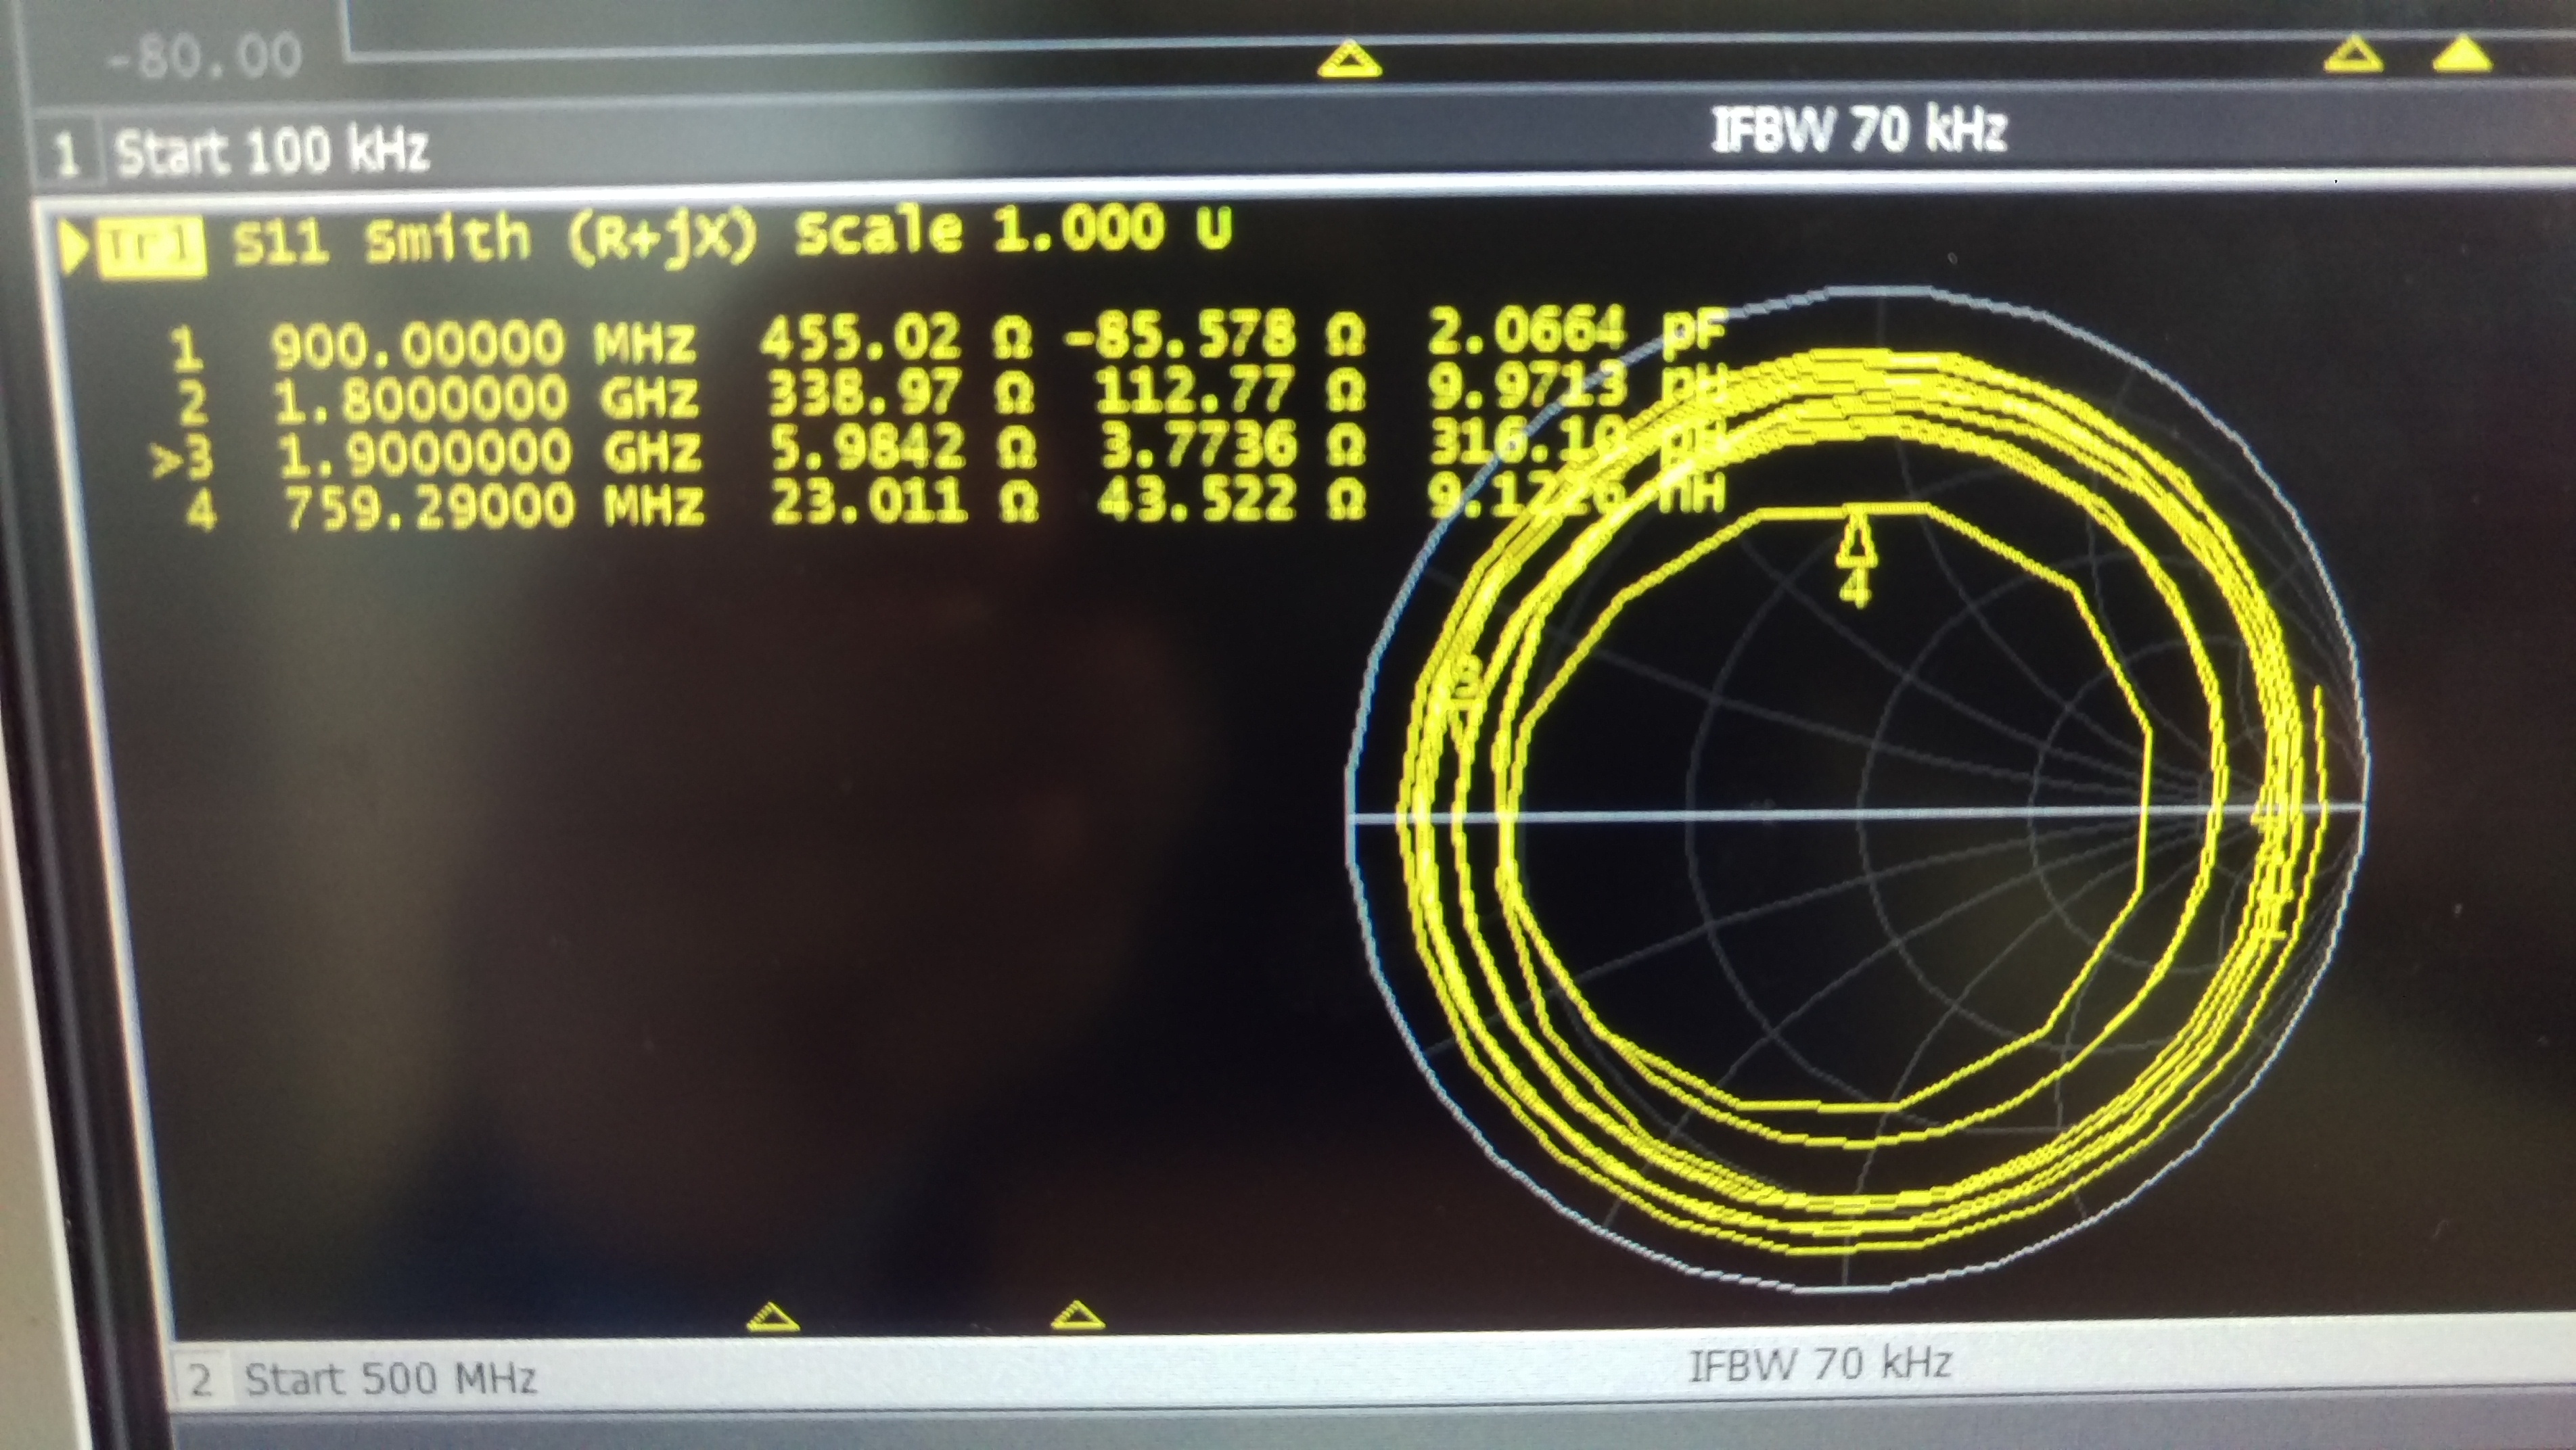 -80.00
1 Start 100 kHz IFBW 70 kHz
Tr1 S11 Smith (R+jX) Scale 1.000 U
1 900.00000 MHz 455.02 Ω -85.578 Ω 2.0664 pF
2 1.8000000 GHz 338.97 Ω 112.77 Ω 9.9713 nH
>3 1.9000000 GHz 5.9842 Ω 3.7736 Ω 316.10 pH
4 759.29000 MHz 23.011 Ω 43.522 Ω 9.1226 nH
4
3
2 Start 500 MHz IFBW 70 kHz